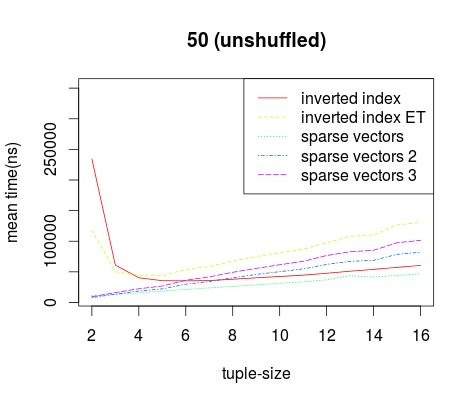 50 (unshuffled)
inverted index
inverted index ET
sparse vectors
sparse vectors 2
sparse vectors 3
mean time(ns)
250000
100000
0
2 4 6 8 10 12 14 16
tuple-size